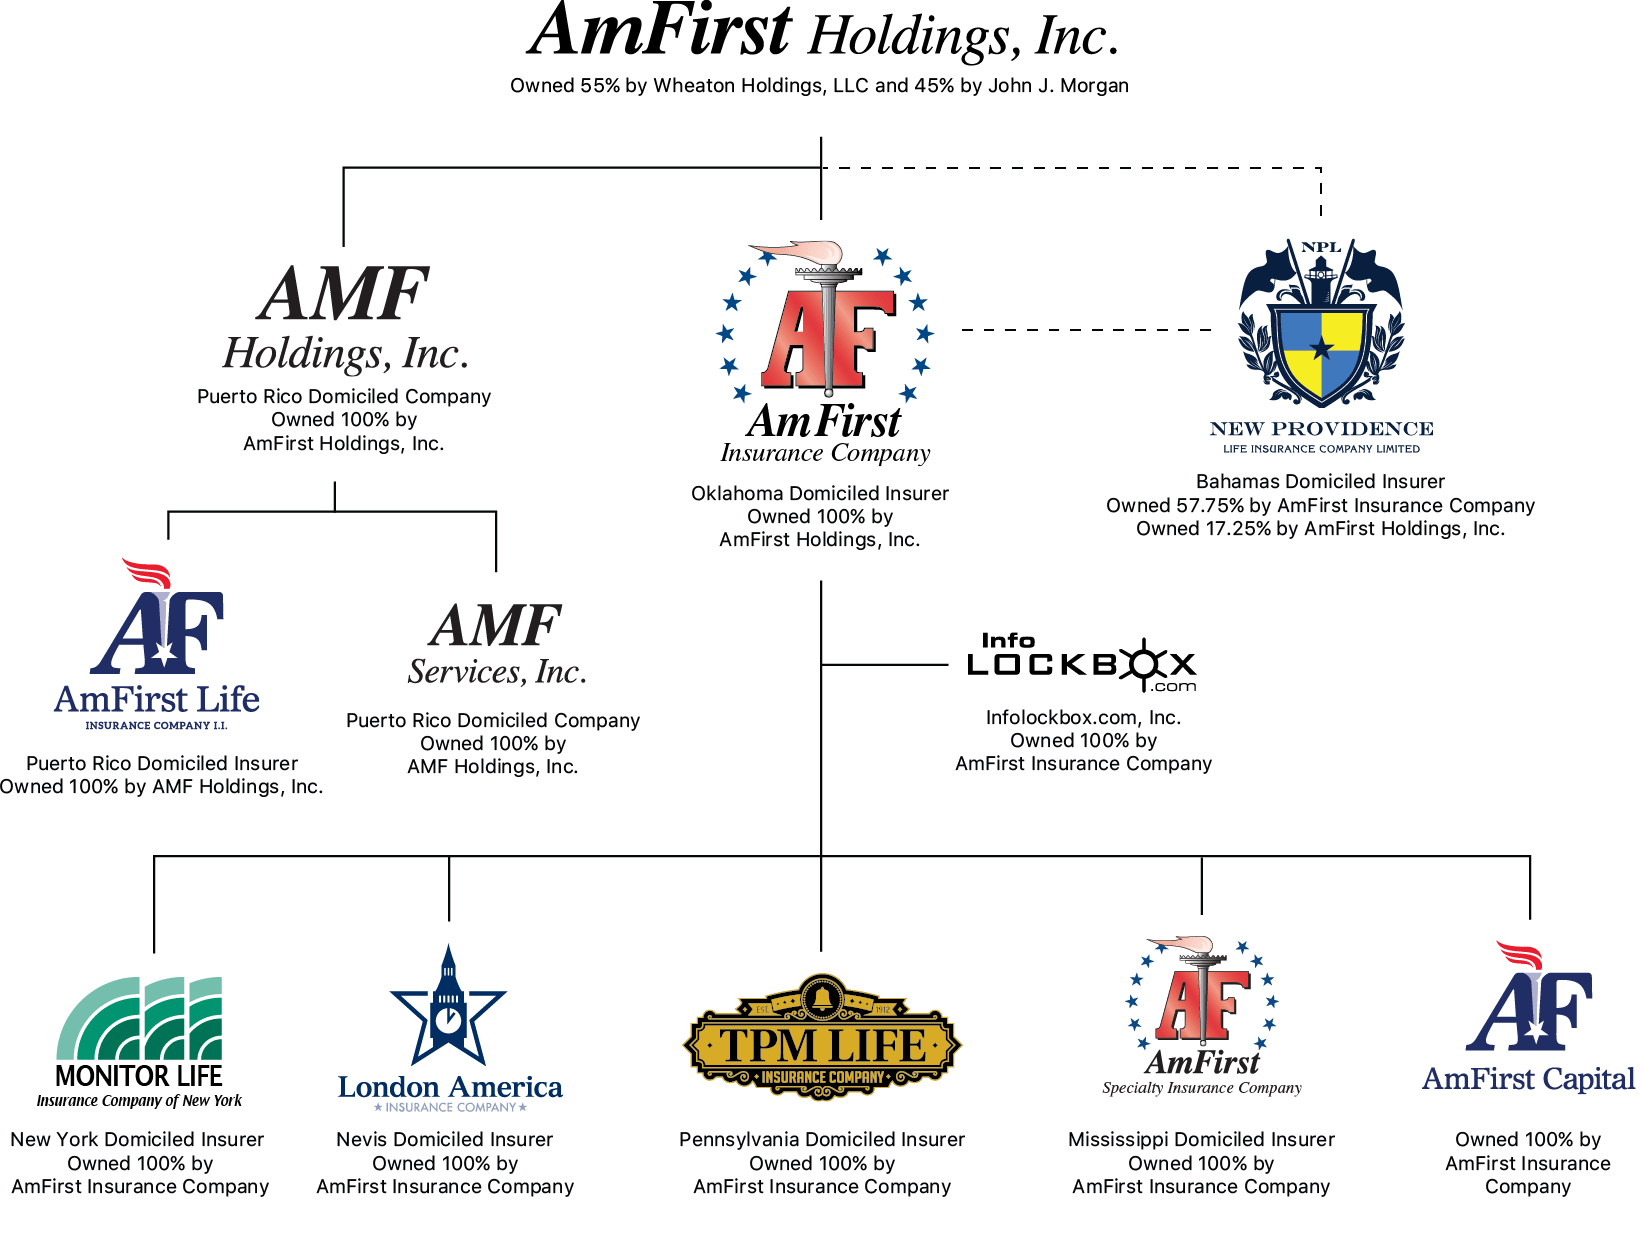 AmFirst Holdings, Inc.
Owned 55% by Wheaton Holdings, LLC and 45% by John J. Morgan
AMF
Holdings, Inc.
Puerto Rico Domiciled Company
Owned 100% by
AmFirst Holdings, Inc.
AF
AmFirst
Insurance Company
Oklahoma Domiciled Insurer
Owned 100% by
AmFirst Holdings, Inc.
NPL
NEW PROVIDENCE
LIFE INSURANCE COMPANY LIMITED
Bahamas Domiciled Insurer
Owned 57.75% by AmFirst Insurance Company
Owned 17.25% by AmFirst Holdings, Inc.
AF
AmFirst Life
INSURANCE COMPANY I.I.
Puerto Rico Domiciled Insurer
Owned 100% by AMF Holdings, Inc.
AMF
Services, Inc.
Puerto Rico Domiciled Company
Owned 100% by
AMF Holdings, Inc.
Info
LOCKBOX
.com
Infolockbox.com, Inc.
Owned 100% by
AmFirst Insurance Company
MONITOR LIFE
Insurance Company of New York
New York Domiciled Insurer
Owned 100% by
AmFirst Insurance Company
London America
INSURANCE COMPANY
Nevis Domiciled Insurer
Owned 100% by
AmFirst Insurance Company
EST. 1912
TPM LIFE
INSURANCE COMPANY
Pennsylvania Domiciled Insurer
Owned 100% by
AmFirst Insurance Company
AF
AmFirst
Specialty Insurance Company
Mississippi Domiciled Insurer
Owned 100% by
AmFirst Insurance Company
AF
AmFirst Capital
Owned 100% by
AmFirst Insurance
Company